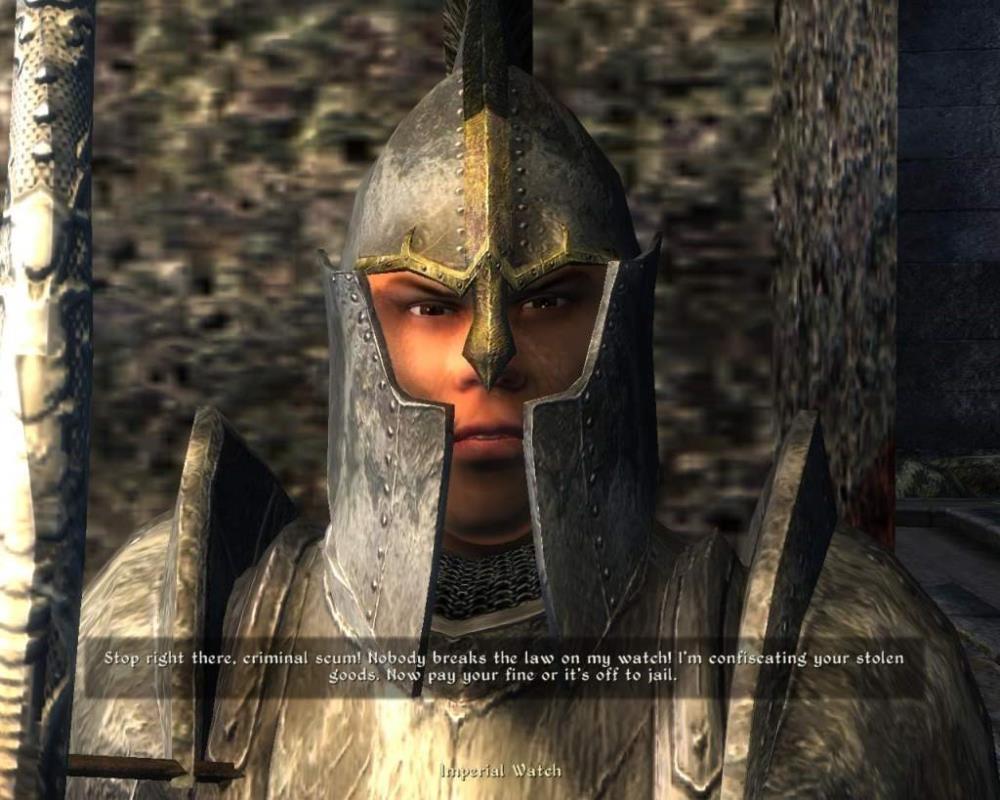 Stop right there, criminal scum! Nobody breaks the law on my watch! I'm confiscating your stolen
goods. Now pay your fine or it's off to jail.
Imperial Watch